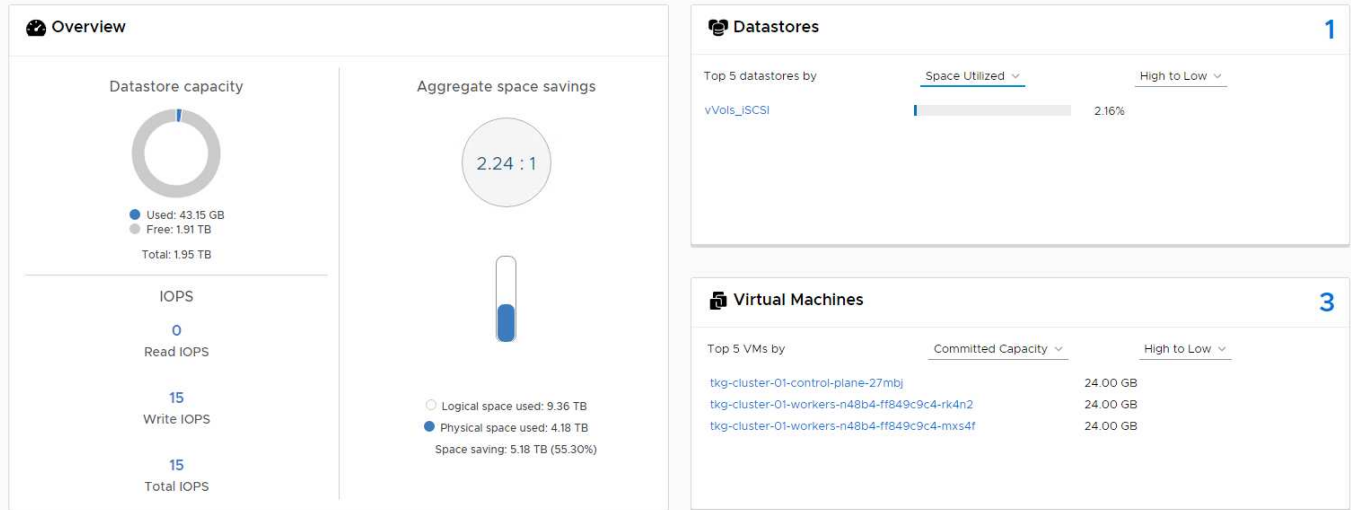 Overview
Datastore capacity
Used: 43.15 GB
Free: 1.91 TB
Total: 1.95 TB
IOPS
0
Read IOPS
15
Write IOPS
15
Total IOPS
Aggregate space savings
2.24 : 1
Logical space used: 9.36 TB
Physical space used: 4.18 TB
Space saving: 5.18 TB (55.30%)
Datastores 1
Top 5 datastores by Space Utilized High to Low
vVols_iSCSI 2.16%
Virtual Machines 3
Top 5 VMs by Committed Capacity High to Low
tkg-cluster-01-control-plane-27mbj 24.00 GB
tkg-cluster-01-workers-n48b4-ff849c9c4-rk4n2 24.00 GB
tkg-cluster-01-workers-n48b4-ff849c9c4-mxs4f 24.00 GB